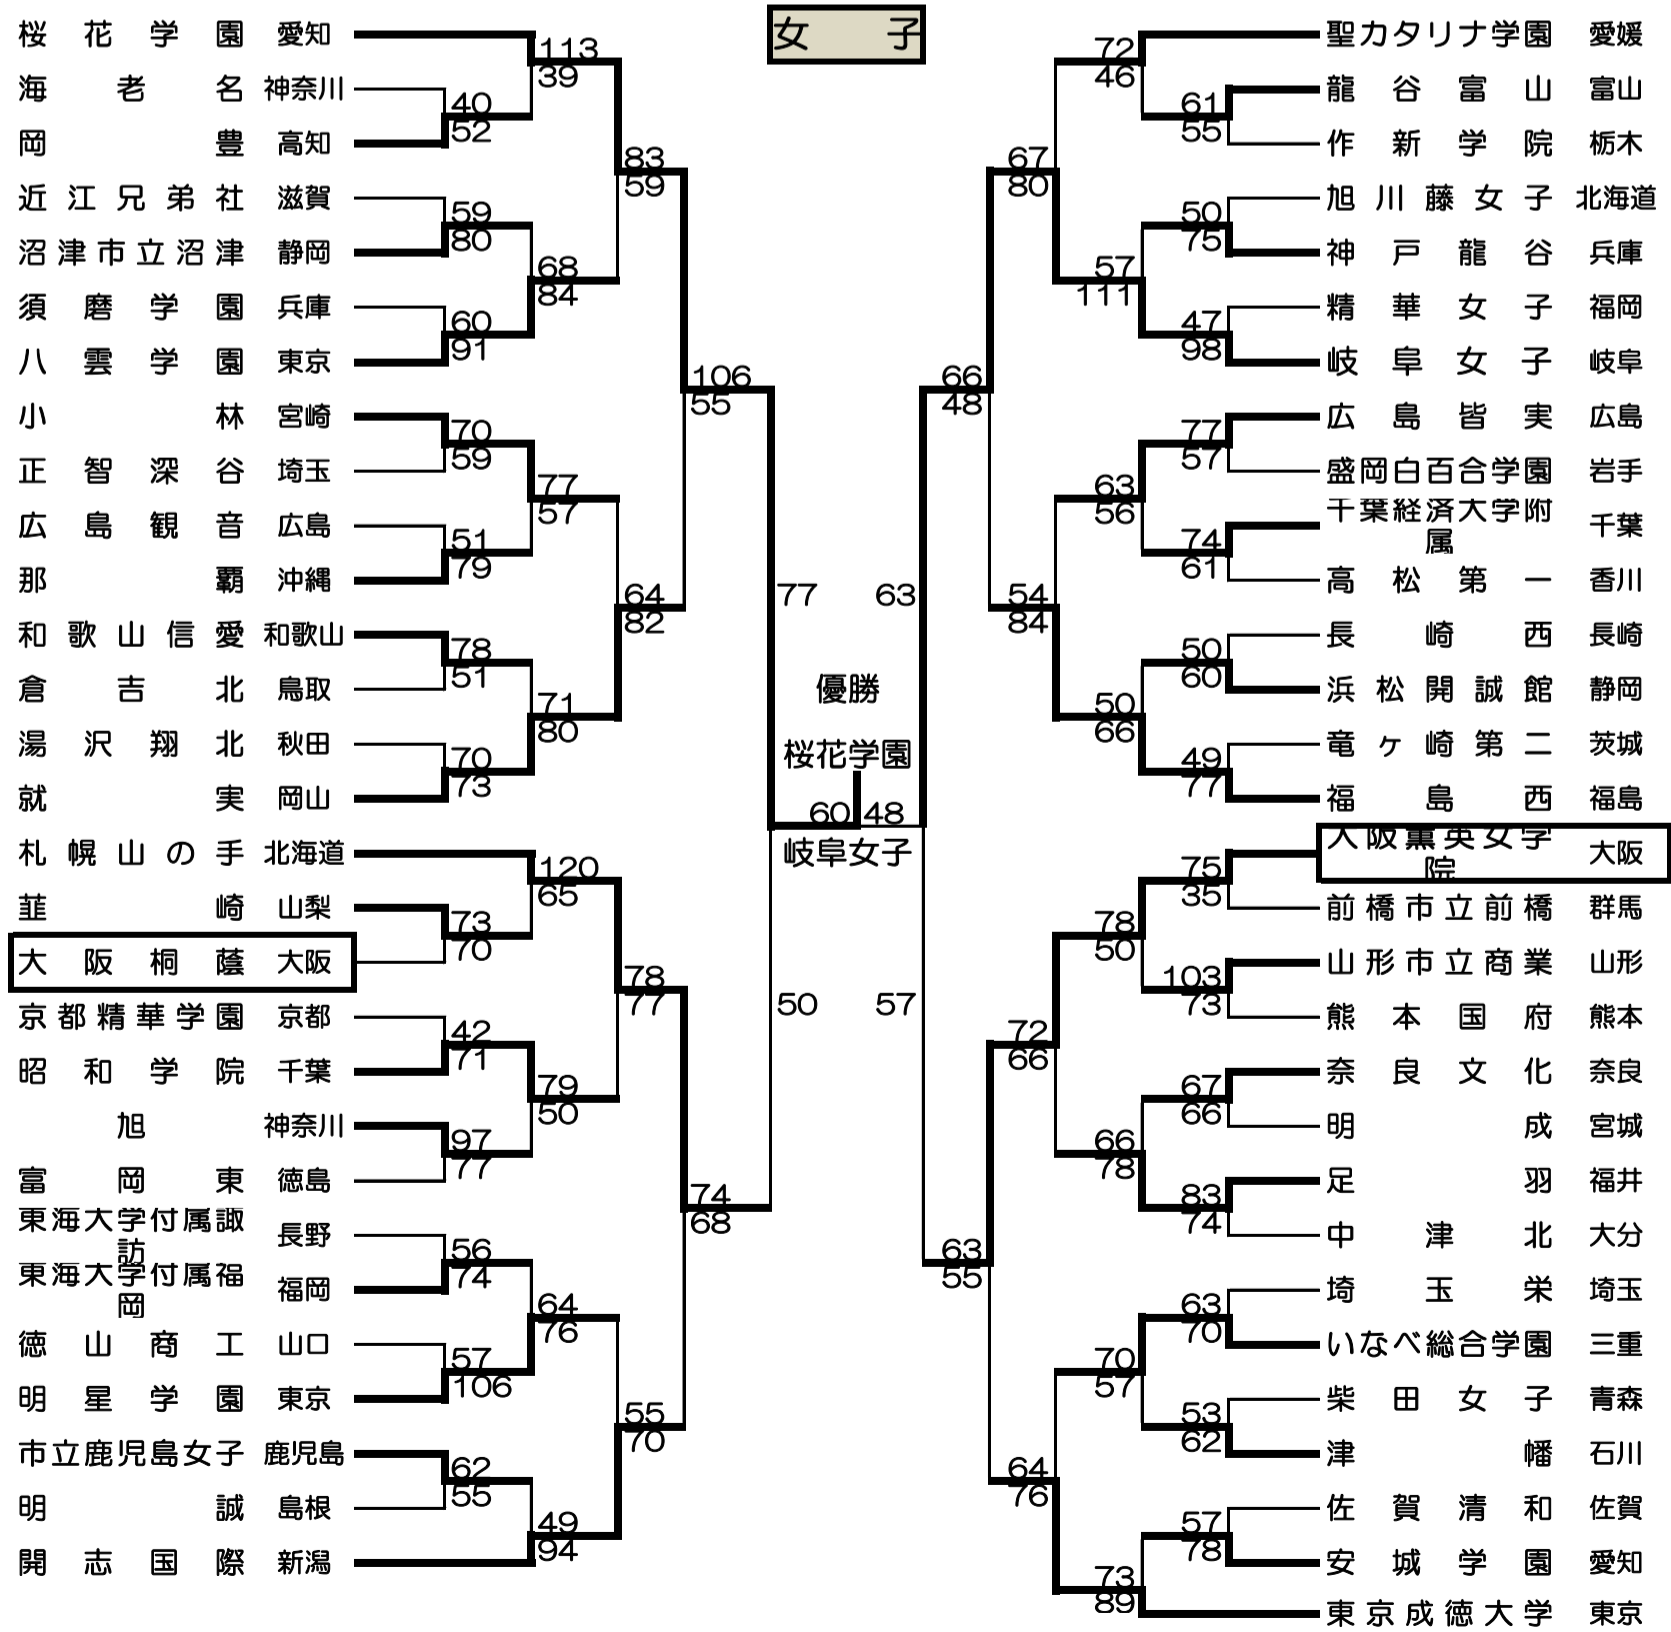 女 子
桜花学園 愛知
海老名 神奈川
岡豊 高知
近江兄弟社 滋賀
沼津市立沼津 静岡
須磨学園 兵庫
八雲学園 東京
小林 宮崎
正智深谷 埼玉
広島観音 広島
那覇 沖縄
和歌山信愛 和歌山
倉吉北 鳥取
湯沢翔北 秋田
就実 岡山
札幌山の手 北海道
韮崎 山梨
大阪桐蔭 大阪
京都精華学園 京都
昭和学院 千葉
旭 神奈川
富岡東 徳島
東海大学付属諏訪 長野
東海大学付属福岡 福岡
徳山商工 山口
明星学園 東京
市立鹿児島女子 鹿児島
明誠 島根
開志国際 新潟
113
39
40
52
83
59
59
80
68
84
60
91
106
55
70
59
77
57
51
79
64
82
78
51
71
80
70
73
120
65
73
70
78
77
42
71
79
50
97
77
74
68
56
74
64
76
57
106
55
70
62
55
49
94
77 63
優勝
桜花学園
60 48
岐阜女子
50 57
72
46
61
55
67
80
50
75
57
111
47
98
66
48
77
57
63
56
74
61
54
84
50
60
50
66
49
77
75
35
78
50
103
73
72
66
67
66
66
78
83
74
63
55
63
70
70
57
53
62
64
76
57
78
73
89
聖カタリナ学園 愛媛
龍谷富山 富山
作新学院 栃木
旭川藤女子 北海道
神戸龍谷 兵庫
精華女子 福岡
岐阜女子 岐阜
広島皆実 広島
盛岡白百合学園 岩手
千葉経済大学附属 千葉
高松第一 香川
長崎西 長崎
浜松開誠館 静岡
竜ヶ崎第二 茨城
福島西 福島
大阪薫英女学院 大阪
前橋市立前橋 群馬
山形市立商業 山形
熊本国府 熊本
奈良文化 奈良
明成 宮城
足羽 福井
中津北 大分
埼玉栄 埼玉
いなべ総合学園 三重
柴田女子 青森
津幡 石川
佐賀清和 佐賀
安城学園 愛知
東京成徳大学 東京